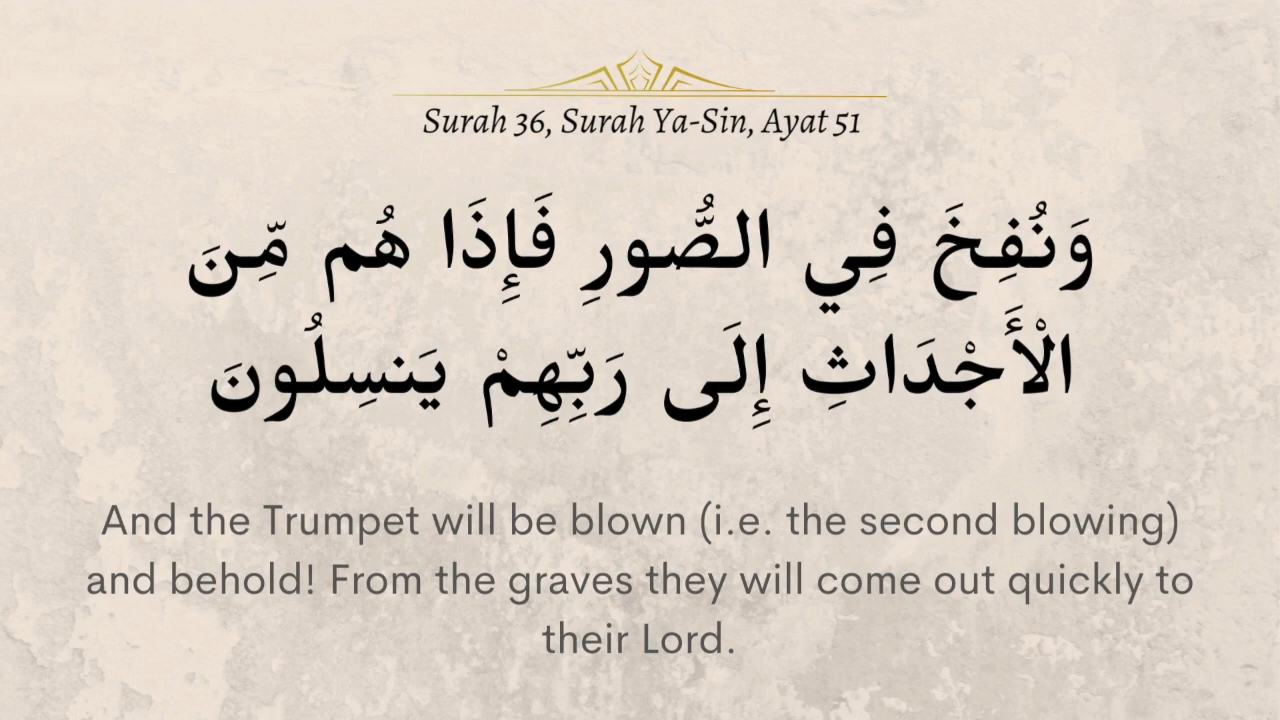 Surah 36, Surah Ya-Sin, Ayat 51
وَنُفِخَ فِي الصُّورِ فَإِذَا هُم مِّنَ
الْأَجْدَاثِ إِلَى رَبِّهِمْ يَنسِلُونَ
And the Trumpet will be blown (i.e. the second blowing)
and behold! From the graves they will come out quickly to
their Lord.